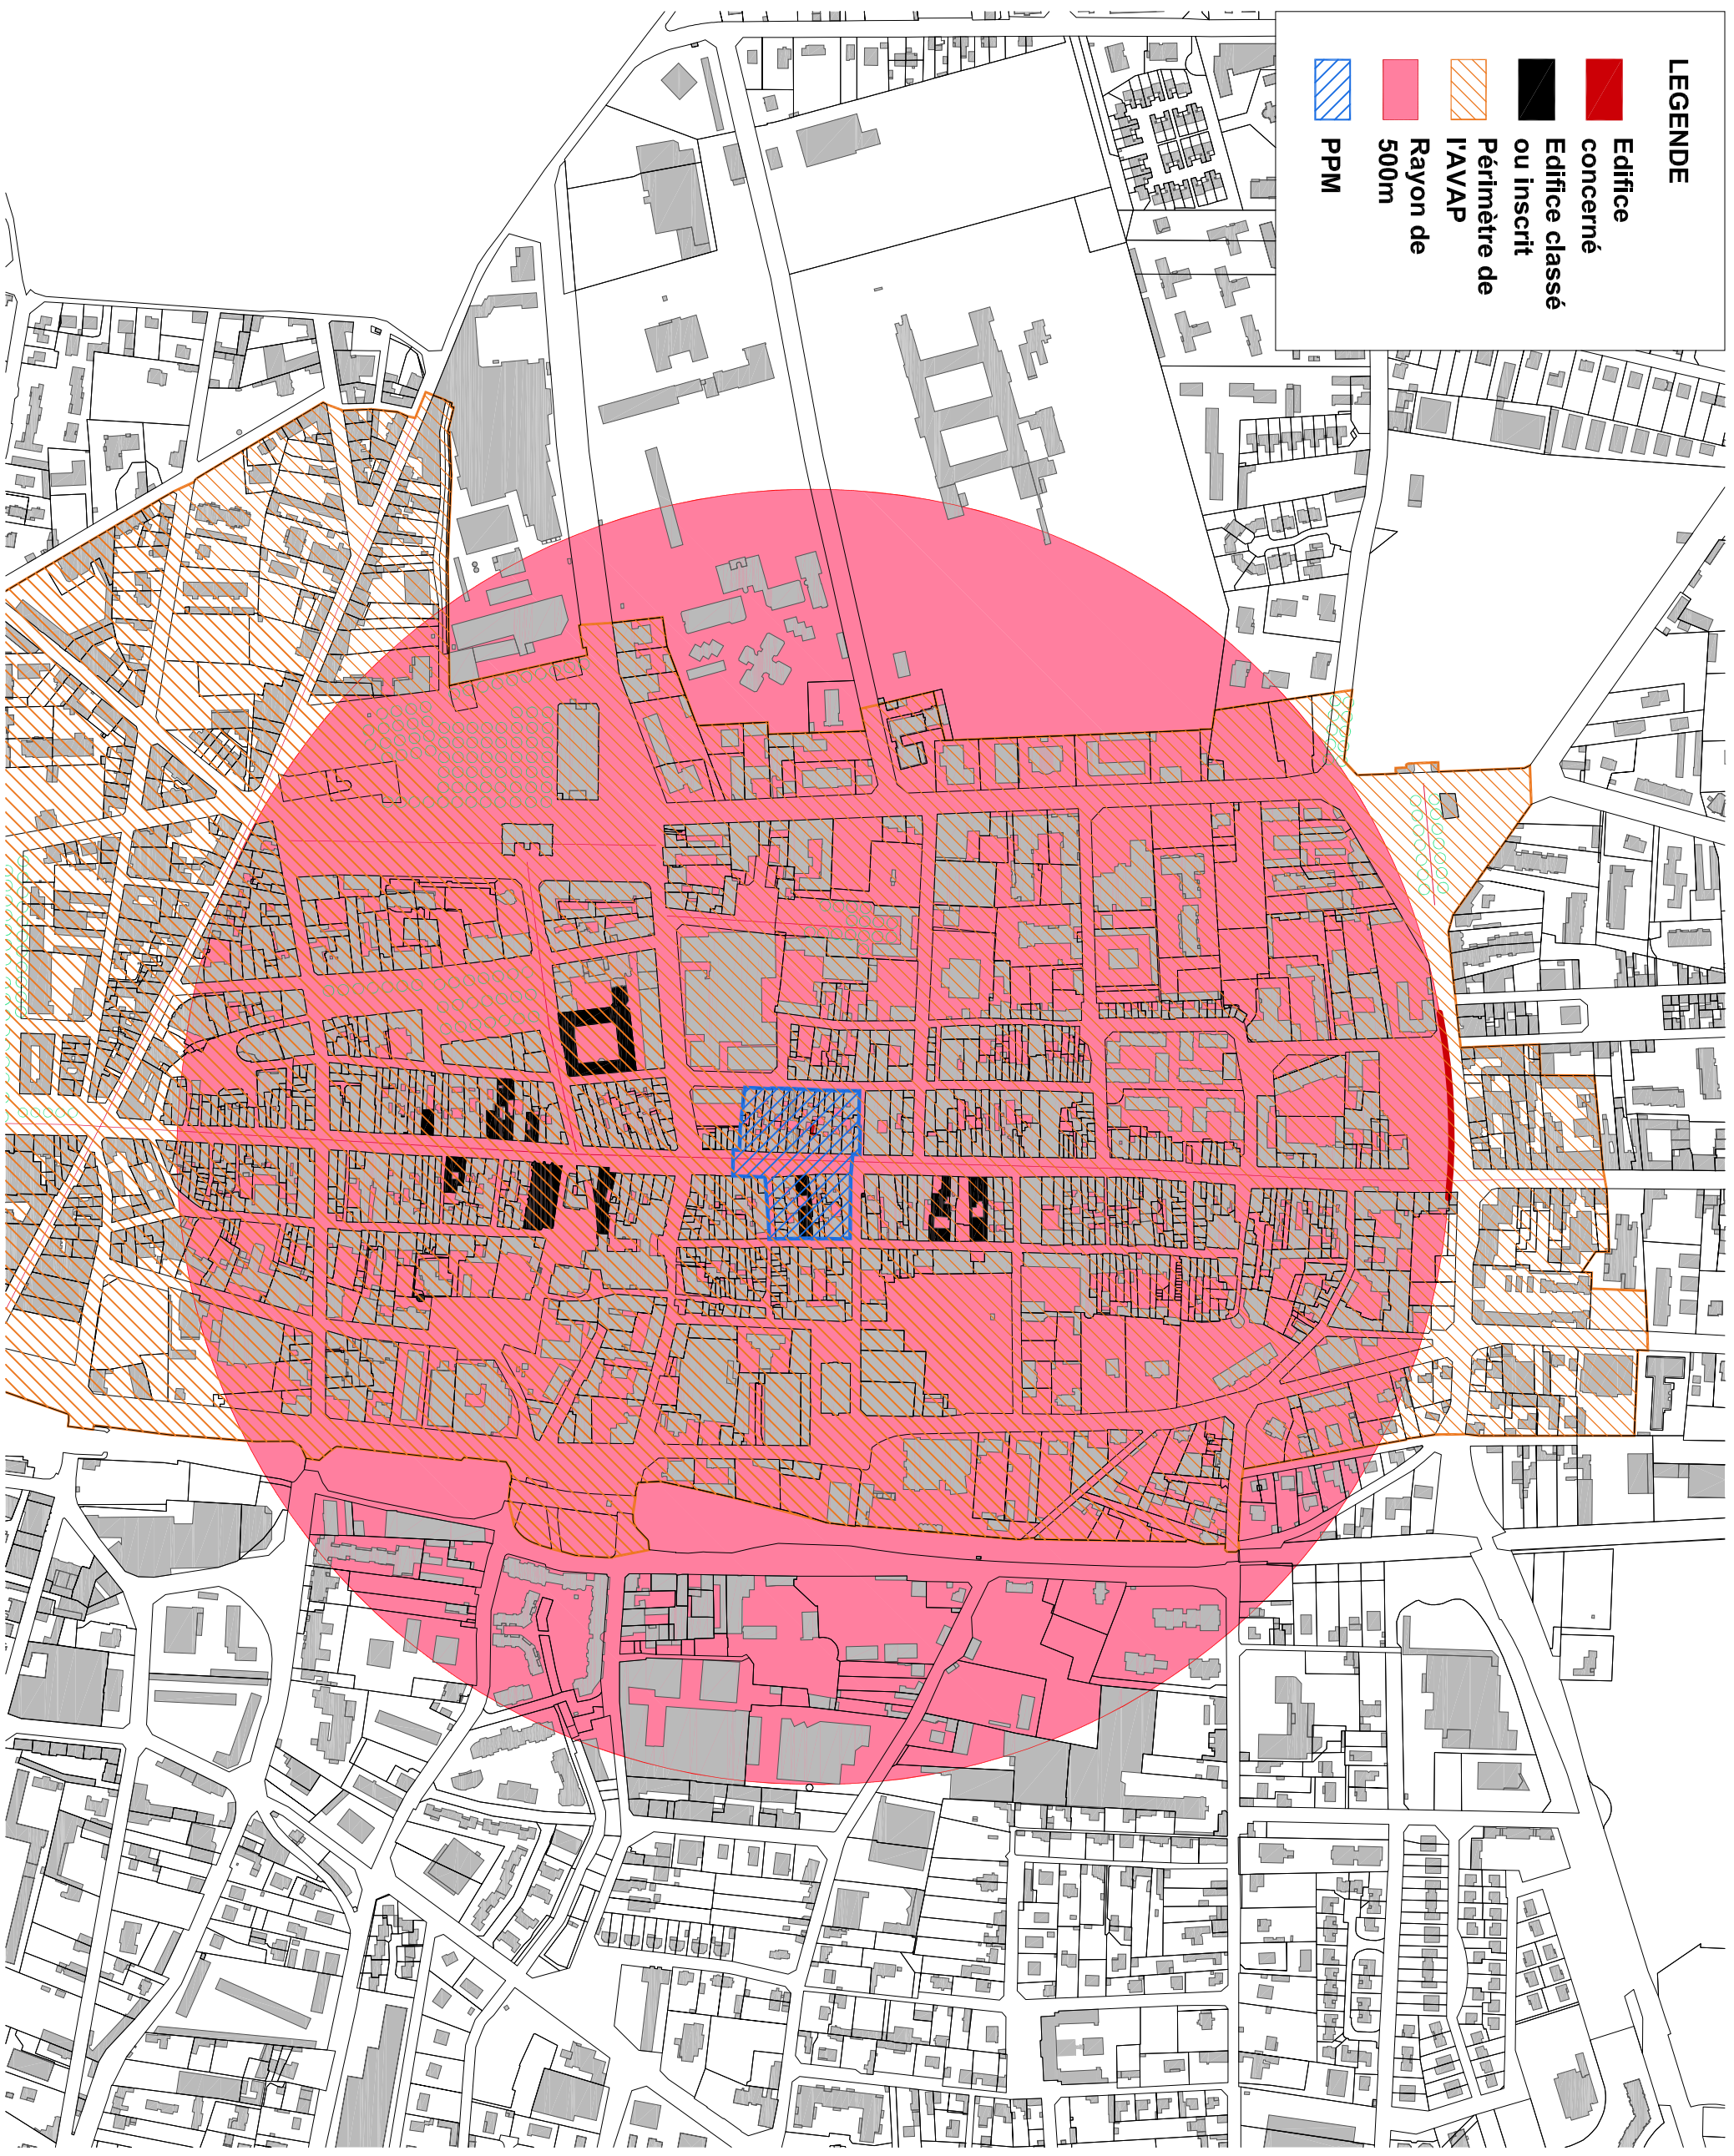 LEGENDE
Edifice
concerné
Edifice classé
ou inscrit
Périmètre de
l'AVAP
Rayon de
500m
PPM